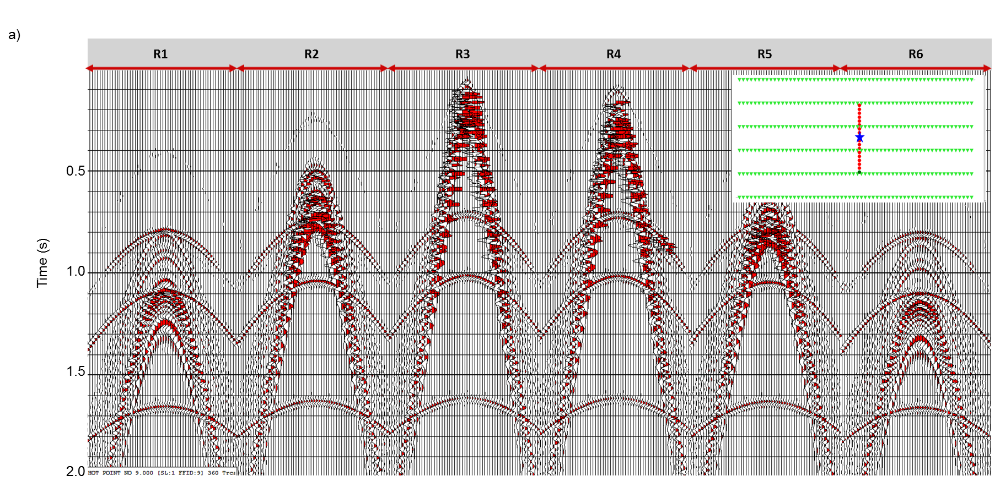 a)
R1 R2 R3 R4 R5 R6
Time (s)
0.5
1.0
1.5
2.0
HOT POINT NO 9.000 [SL:1 FFID:9] 360 Trcs